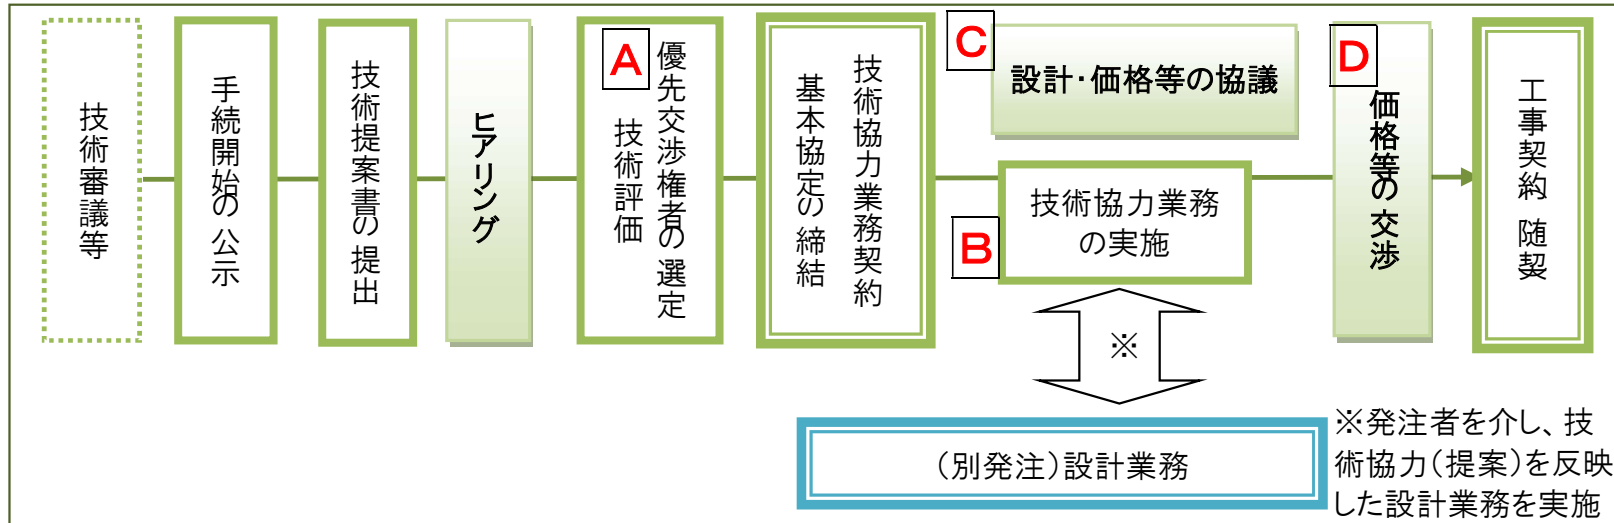 技術審議等
手続開始の公示
技術提案書の提出
ヒアリング
A
優先交渉権者の選定
技術評価
技術協力業務契約
基本協定の締結
C
設計・価格等の協議
B
技術協力業務
の実施
D
価格等の交渉
工事契約 随契
※
(別発注)設計業務
※発注者を介し、技
術協力(提案)を反映
した設計業務を実施